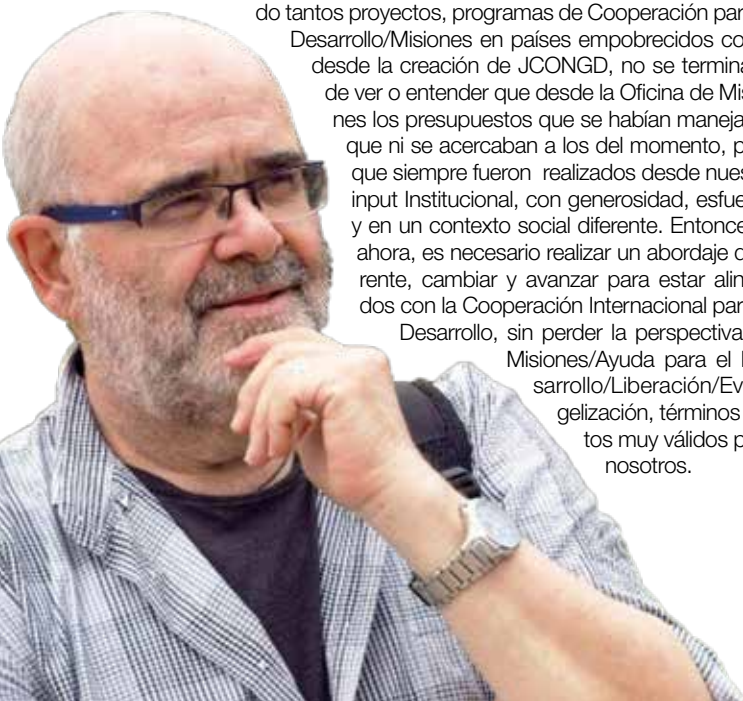 do tantos proyectos, programas de Cooperación par
Desarrollo/Misiones en países empobrecidos co
desde la creación de JCONGD, no se termina
de ver o entender que desde la Oficina de Mis
nes los presupuestos que se habían maneja
que ni se acercaban a los del momento, p
que siempre fueron realizados desde nues
input Institucional, con generosidad, esfue
y en un contexto social diferente. Entonce
ahora, es necesario realizar un abordaje d
rente, cambiar y avanzar para estar alin
dos con la Cooperación Internacional par
Desarrollo, sin perder la perspectiva
Misiones/Ayuda para el
sarrollo/Liberación/Ev
gelización, términos
tos muy válidos p
nosotros.